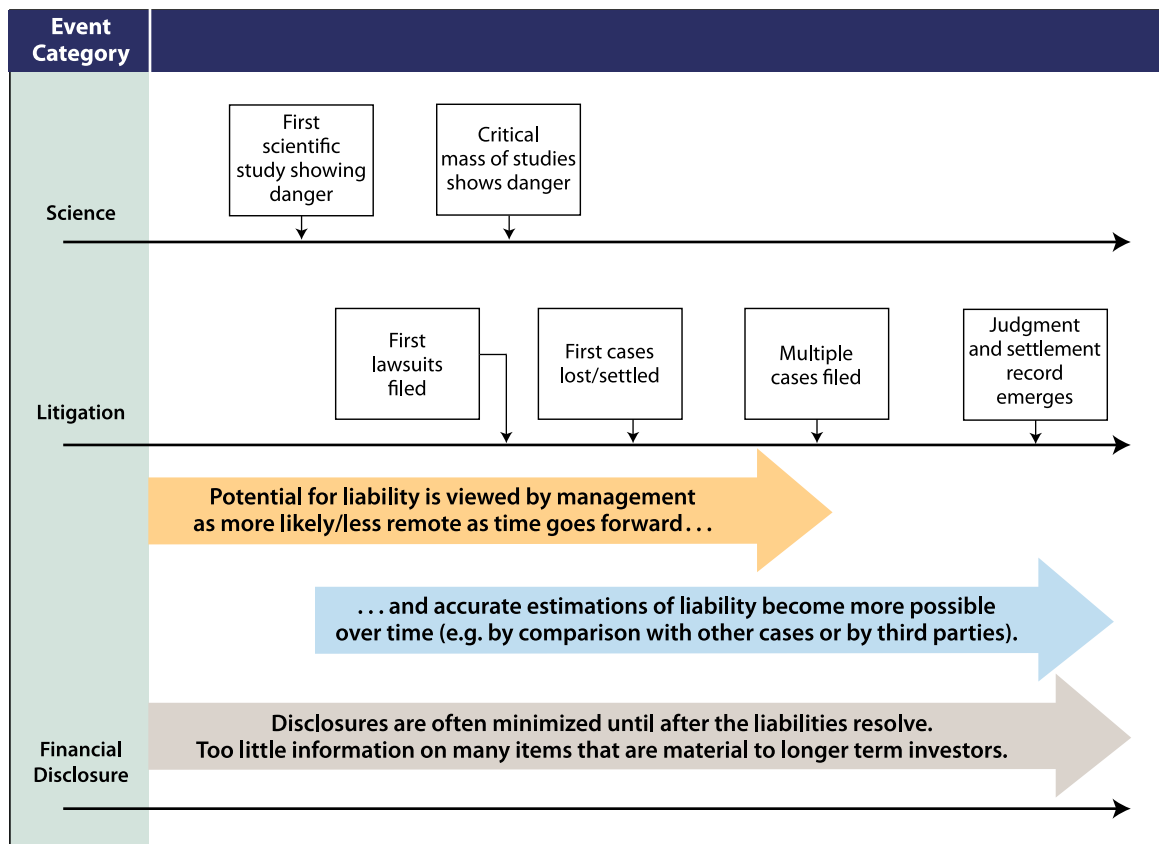 Event
Category
First
scientific
study showing
danger
Critical
mass of studies
shows danger
Science
First
lawsuits
filed
First cases
lost/settled
Multiple
cases filed
Judgment
and settlement
record
emerges
Litigation
Potential for liability is viewed by management
as more likely/less remote as time goes forward . . .
. . . and accurate estimations of liability become more possible
over time (e.g. by comparison with other cases or by third parties).
Disclosures are often minimized until after the liabilities resolve.
Too little information on many items that are material to longer term investors.
Financial
Disclosure